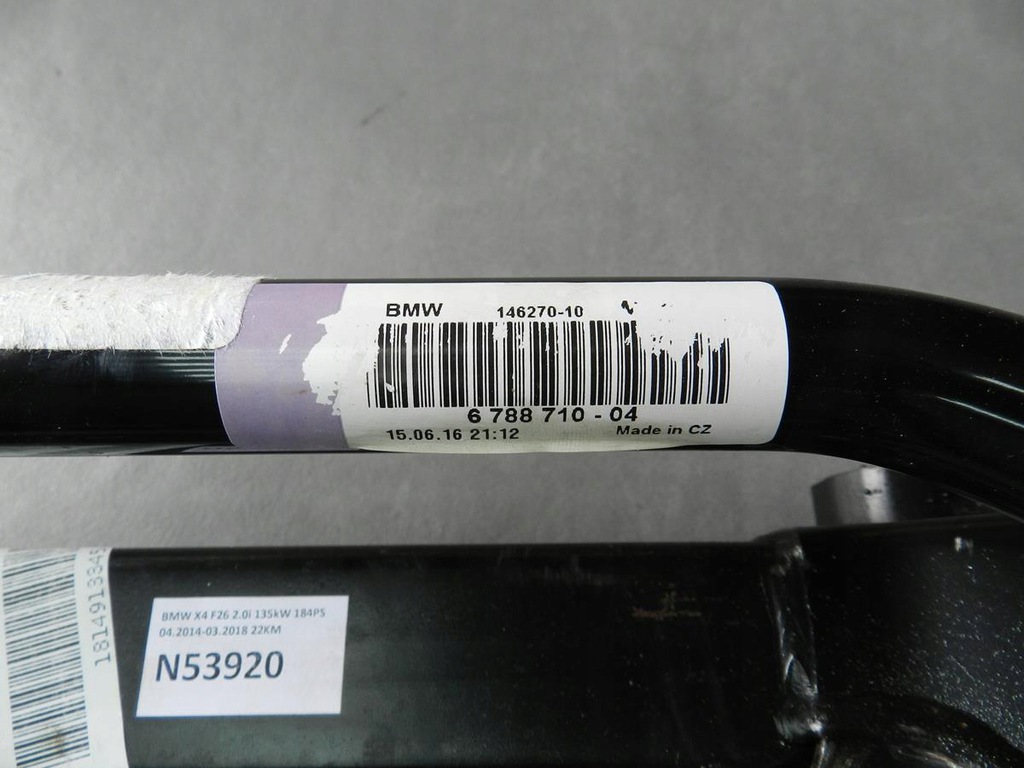 BMW 146270-10
6 788 710 - 04
15.06.16 21:12 Made in CZ
BMW X4 F26 2.0i 135kW 184PS
04.2014-03.2018 22KM
N53920